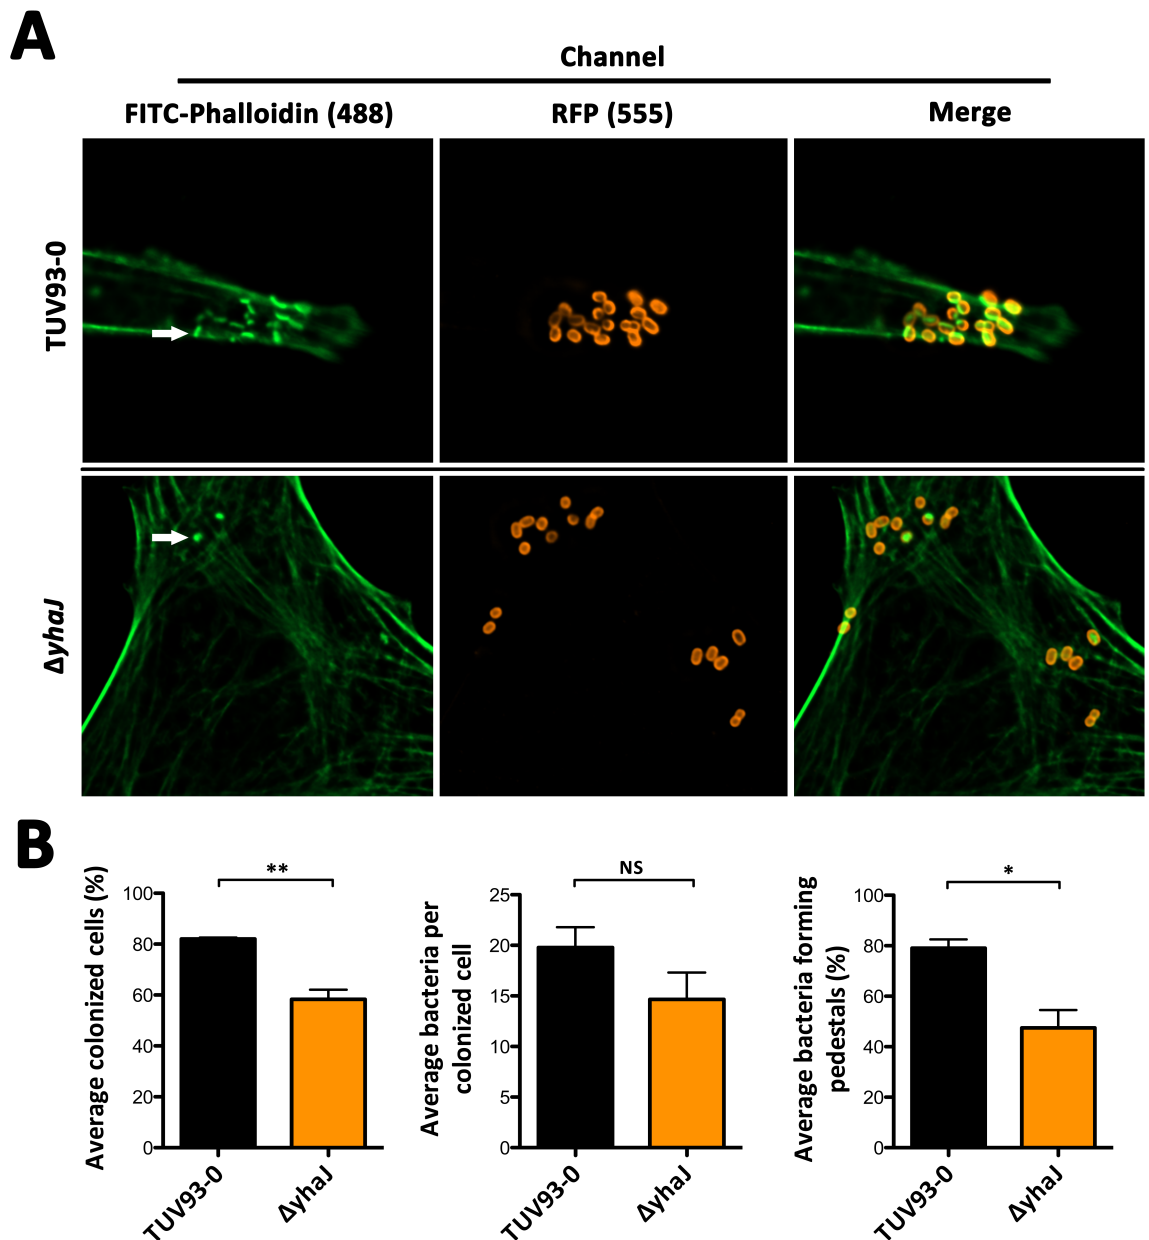 A
Channel
FITC-Phalloidin (488)
RFP (555)
Merge
TUV93-0
ΔyhaJ
B
Average colonized cells (%)
100
80
60
40
20
0
**
TUV93-0
ΔyhaJ
Average bacteria per
colonized cell
25
20
15
10
5
0
NS
TUV93-0
ΔyhaJ
Average bacteria forming
pedestals (%)
100
80
60
40
20
0
*
TUV93-0
ΔyhaJ